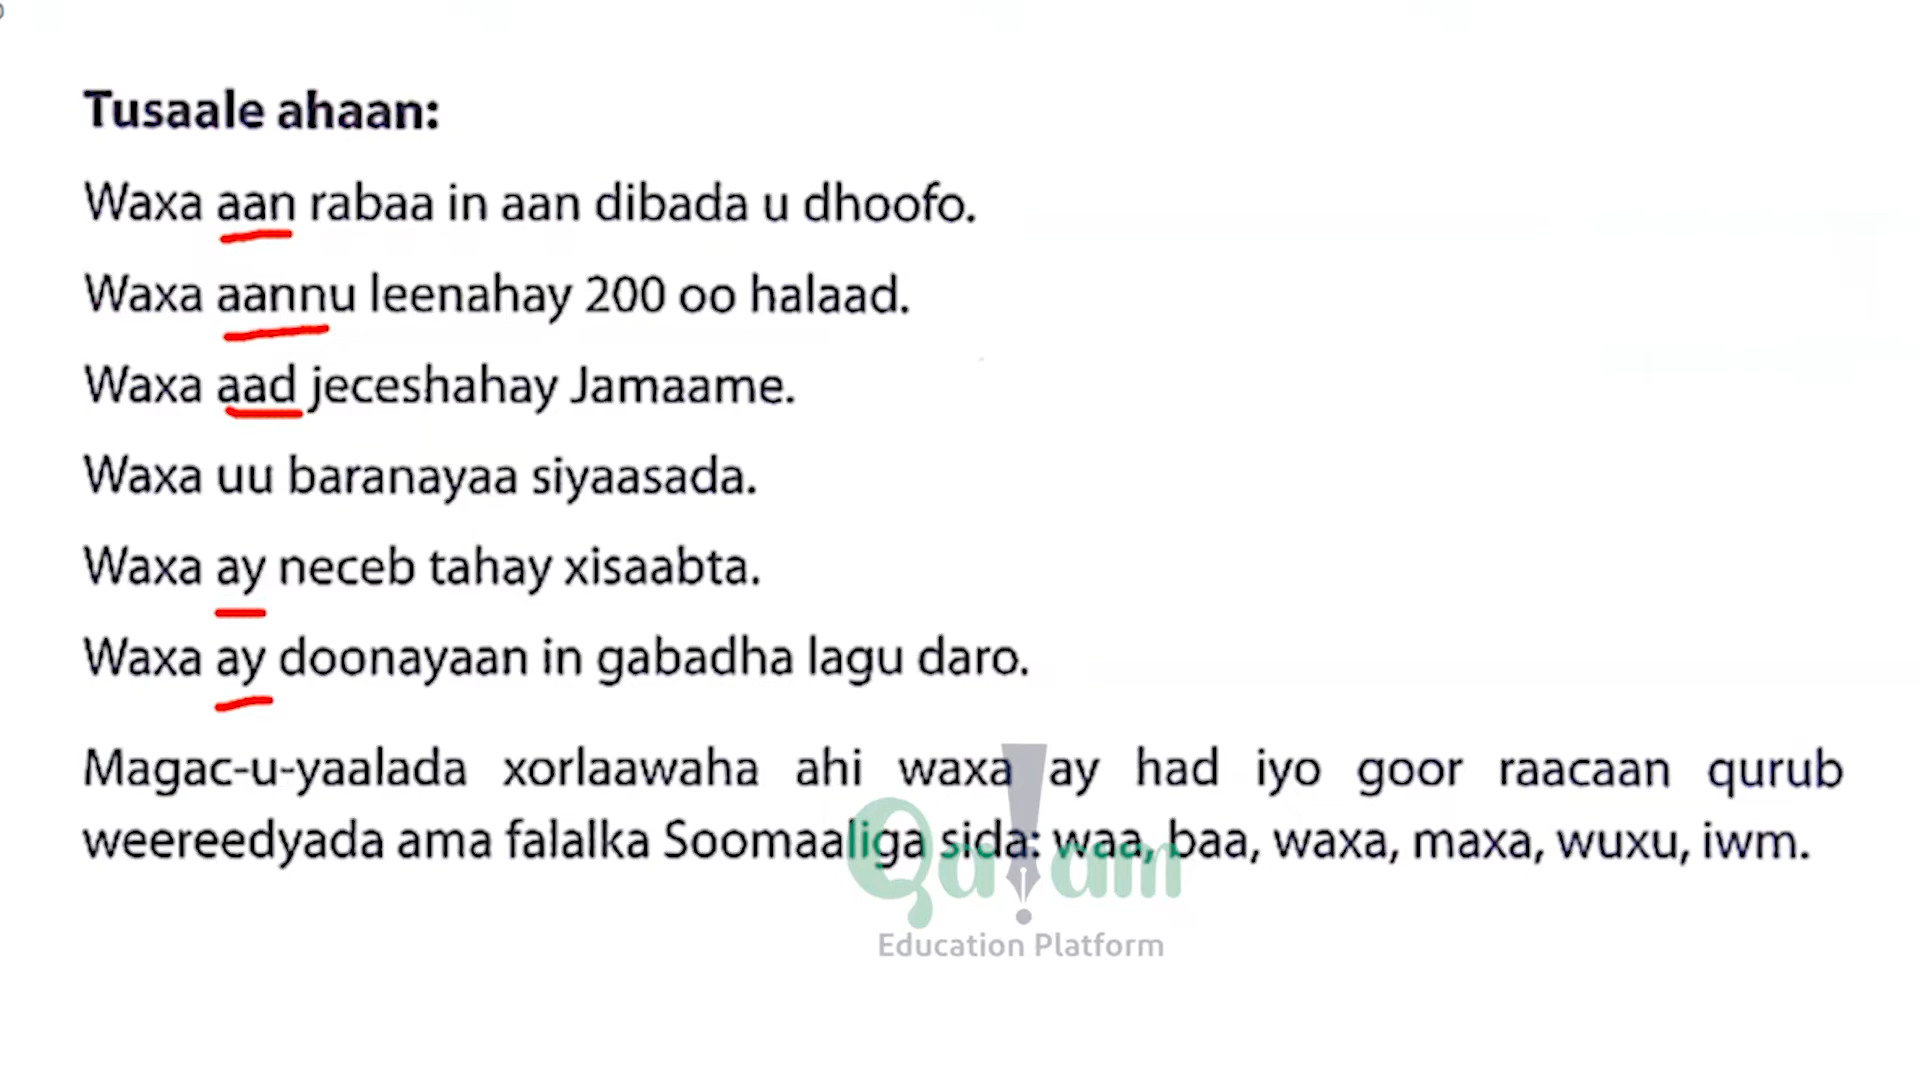 Tusaale ahaan:
Waxa aan rabaa in aan dibada u dhoofo.
Waxa aannu leenahay 200 oo halaad.
Waxa aad jeceshahay Jamaame.
Waxa uu baranayaa siyaasada.
Waxa ay neceb tahay xisaabta.
Waxa ay doonayaan in gabadha lagu daro.
Magac-u-yaalada xorlaawaha ahi waxa ay had iyo goor raacaan qurub
weereedyada ama falalka Soomaaliga sida: waa, baa, waxa, maxa, wuxu, iwm.
Qalam
Education Platform